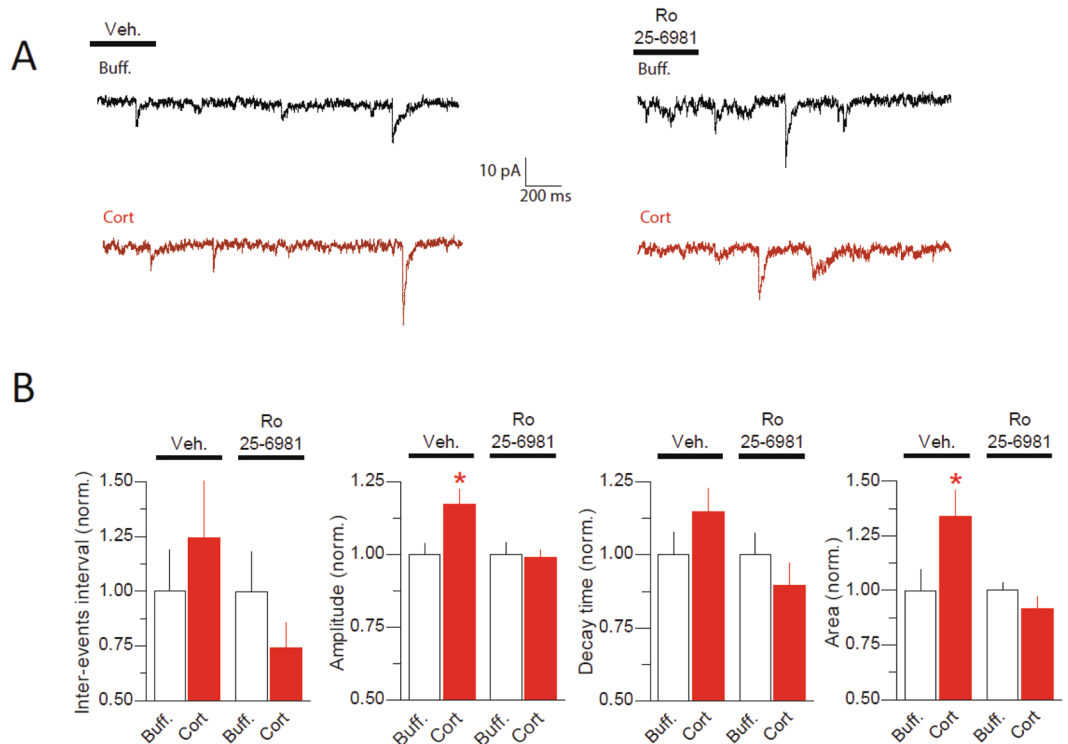 A
Veh.
Buff.
Ro
25-6981
Buff.
10 pA
200 ms
Cort
Cort
B
Veh.
Ro
25-6981
Inter-events interval (norm.)
1.50
1.25
1.00
0.75
0.50
Buff.
Cort
Buff.
Cort
Veh.
Ro
25-6981
Amplitude (norm.)
1.25
1.00
0.75
0.50
*
Buff.
Cort
Buff.
Cort
Veh.
Ro
25-6981
Decay time (norm.)
1.25
1.00
0.75
0.50
Buff.
Cort
Buff.
Cort
Veh.
Ro
25-6981
Area (norm.)
1.50
1.25
1.00
0.75
0.50
*
Buff.
Cort
Buff.
Cort